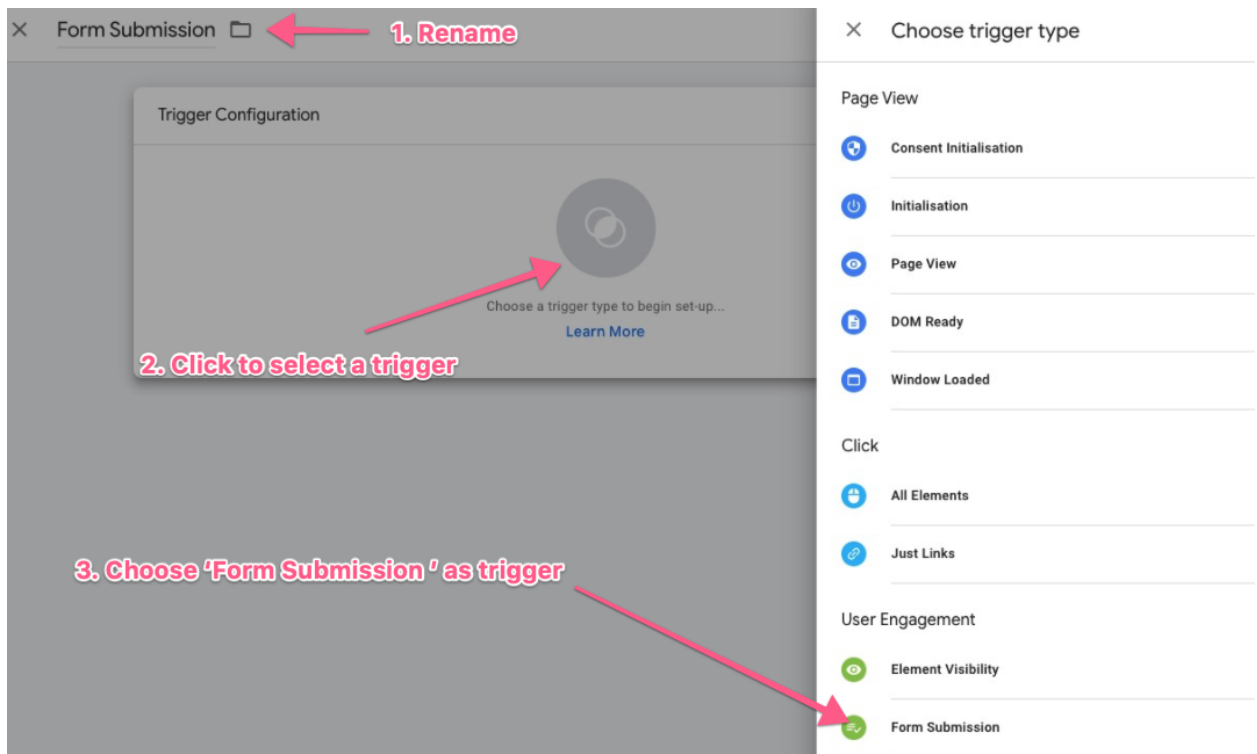 Form Submission
1. Rename
Trigger Configuration
Choose a trigger type to begin set-up...
Learn More
2. Click to select a trigger
3. Choose ‘Form Submission ’ as trigger
Choose trigger type
Page View
Consent Initialisation
Initialisation
Page View
DOM Ready
Window Loaded
Click
All Elements
Just Links
User Engagement
Element Visibility
Form Submission